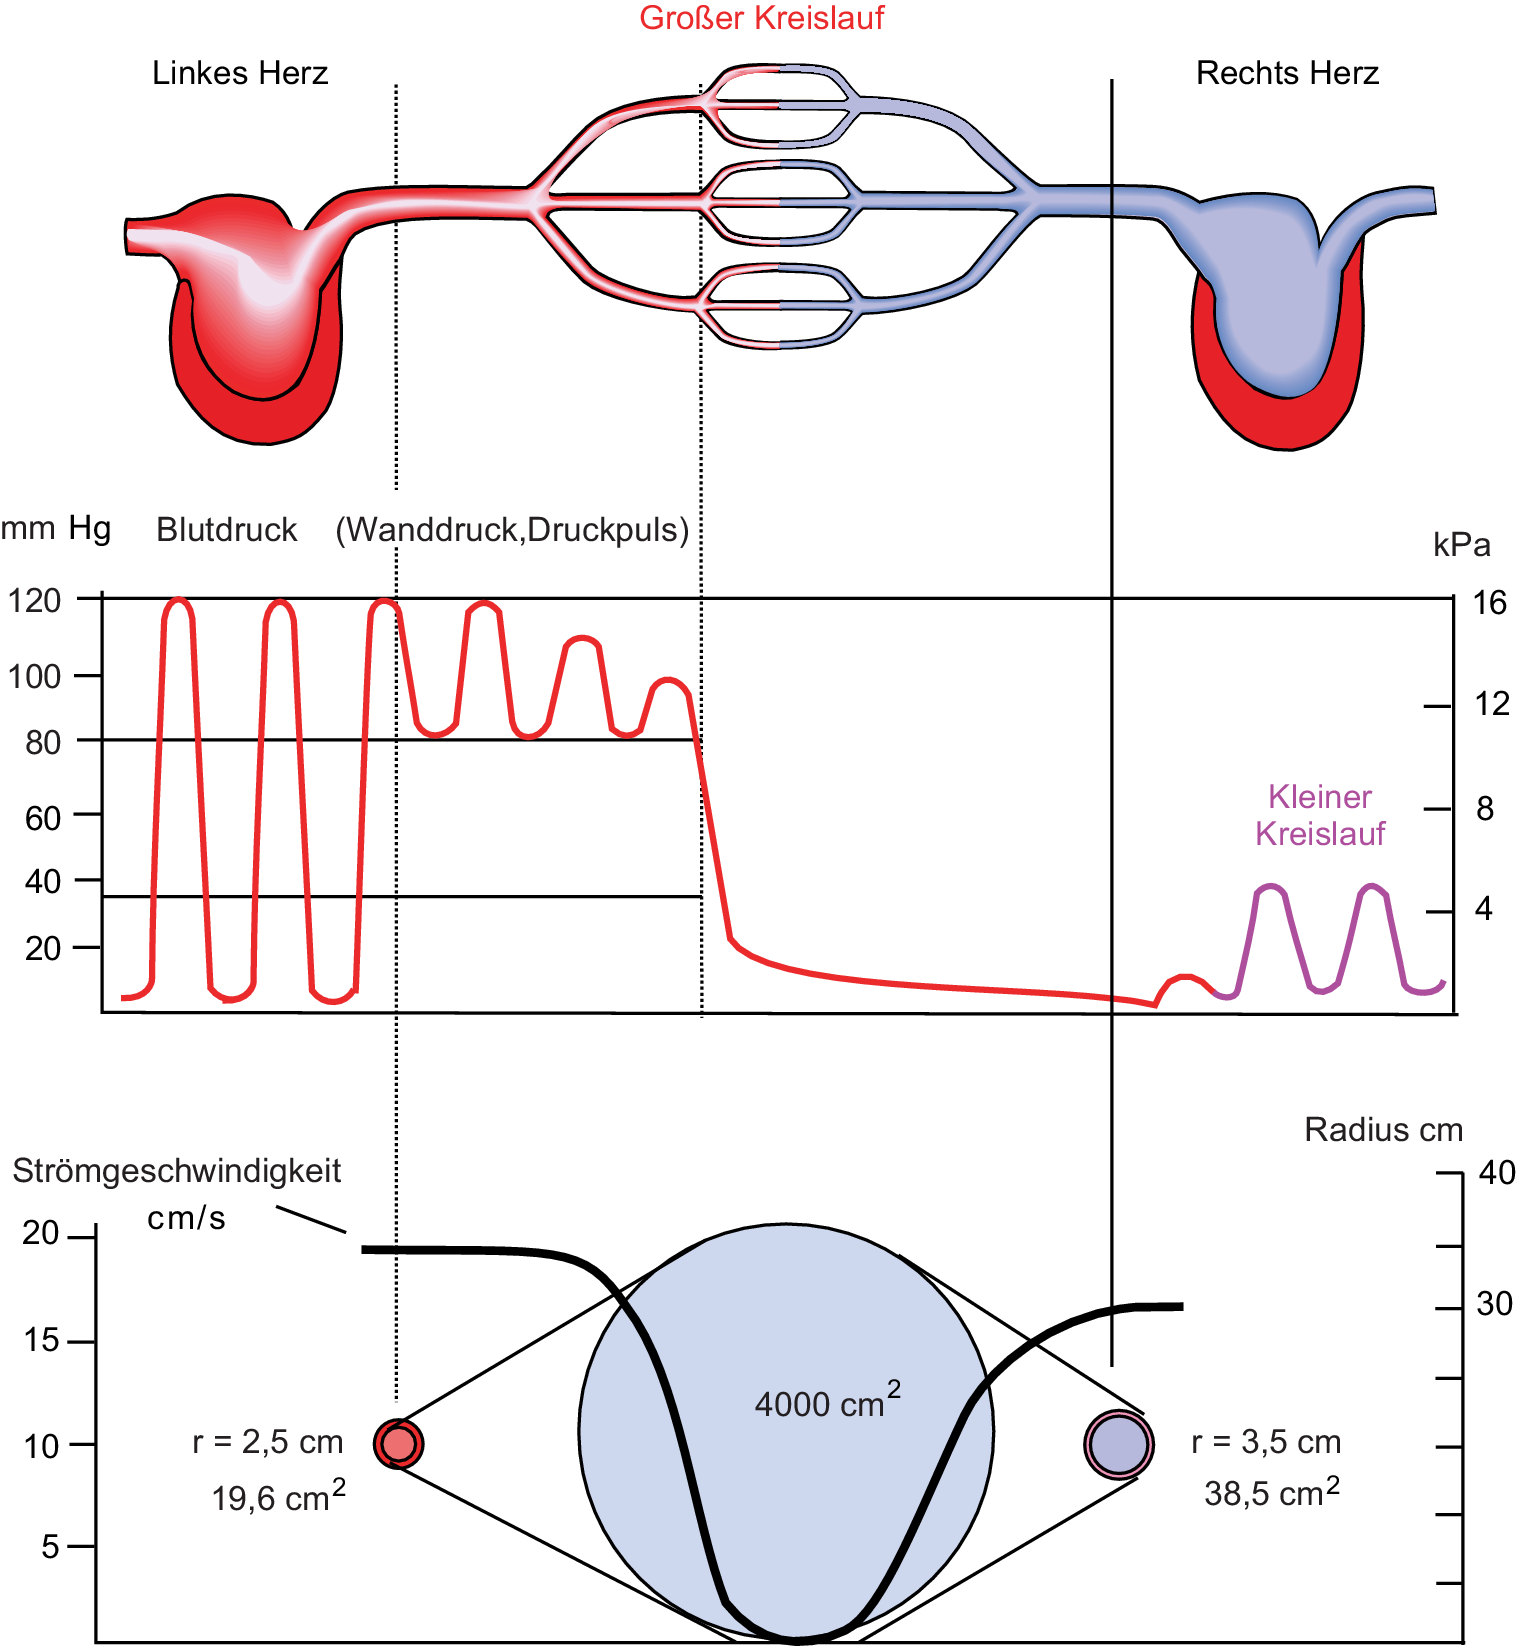 Großer Kreislauf
Linkes Herz
Rechts Herz
mm Hg
Blutdruck
(Wanddruck,Druckpuls)
kPa
120
100
80
60
40
20
16
12
8
4
Kleiner
Kreislauf
Radius cm
Strömgeschwindigkeit
cm/s
20
15
10
5
40
30
4000 cm²
r = 2,5 cm
19,6 cm²
r = 3,5 cm
38,5 cm²